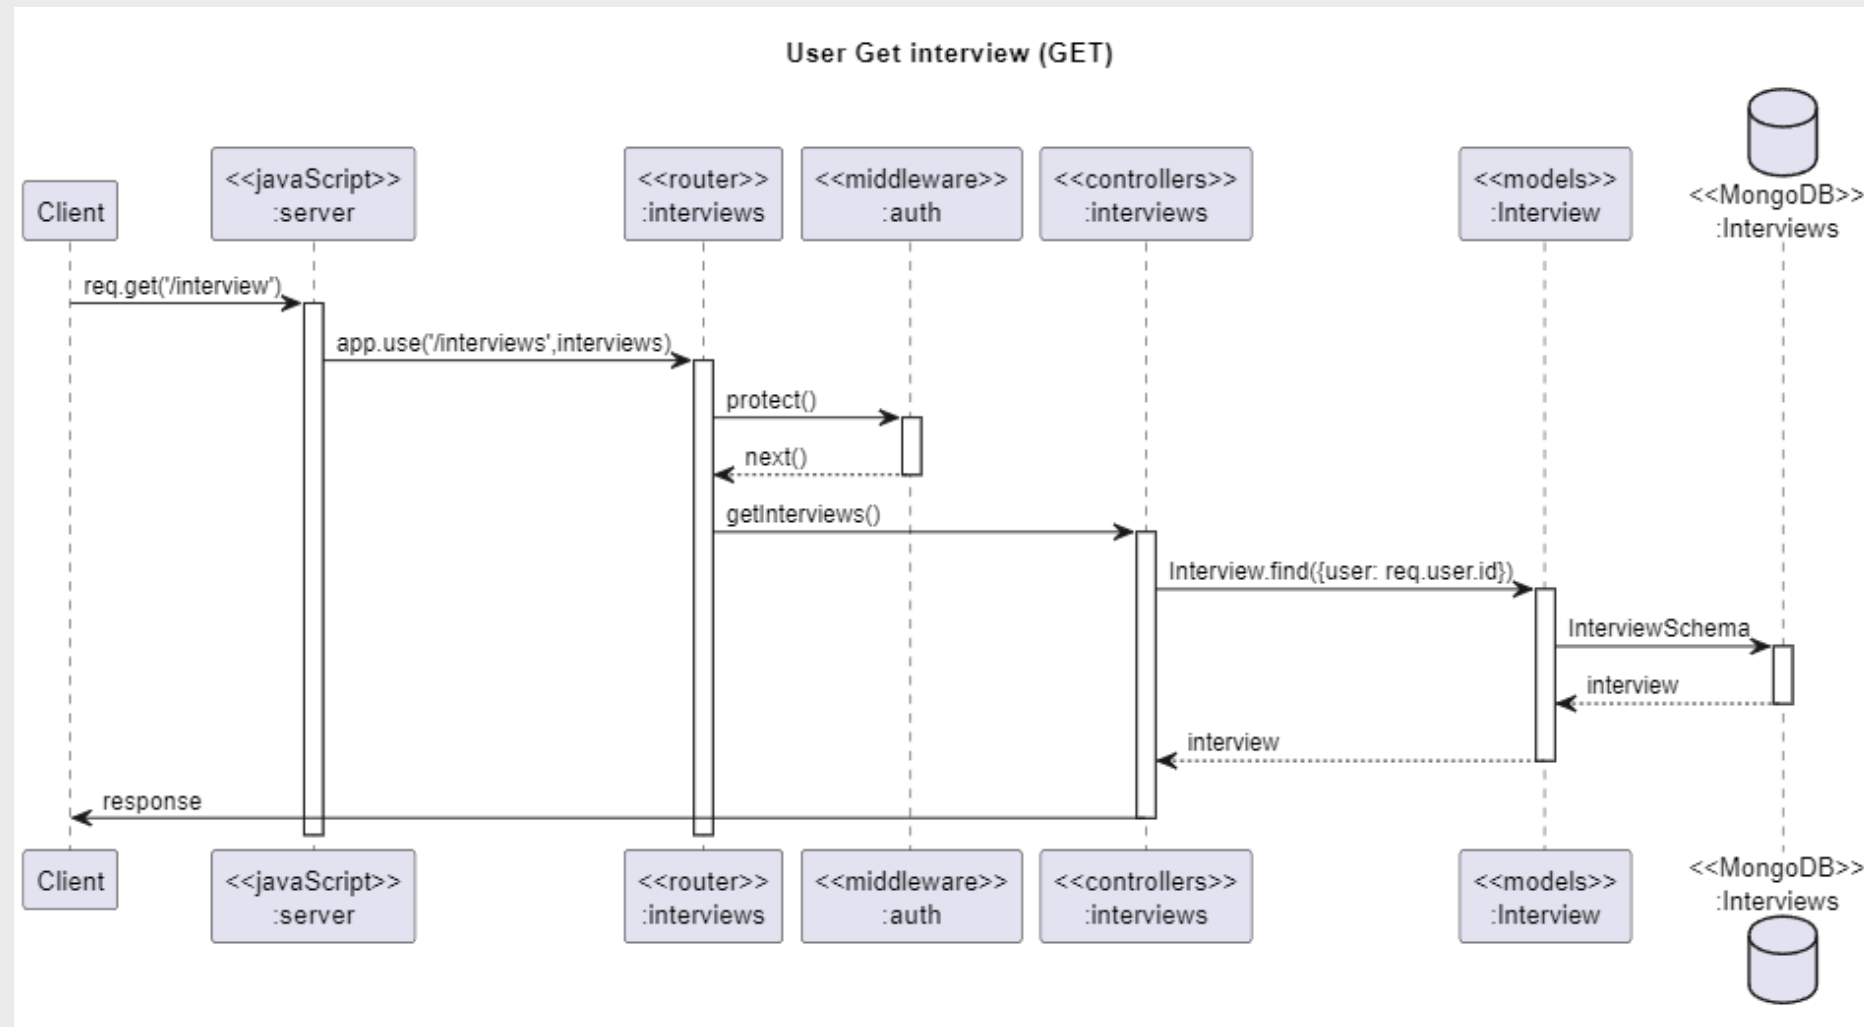 User Get interview (GET)
Client
<<javaScript>>
:server
<<router>>
:interviews
<<middleware>>
:auth
<<controllers>>
:interviews
<<models>>
:Interview
<<MongoDB>>
:Interviews
req.get('/interview')
app.use('/interviews',interviews)
protect()
next()
getInterviews()
Interview.find({user: req.user.id})
InterviewSchema
interview
interview
response
Client
<<javaScript>>
:server
<<router>>
:interviews
<<middleware>>
:auth
<<controllers>>
:interviews
<<models>>
:Interview
<<MongoDB>>
:Interviews